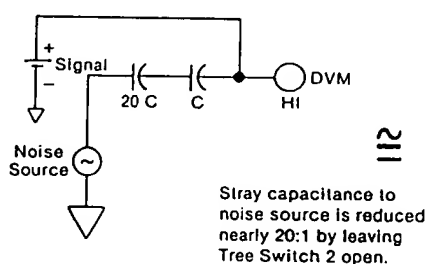 +
Signal
−
20 C
C
DVM
HI
Noise
Source
~
≅
Stray capacitance to
noise source is reduced
nearly 20:1 by leaving
Tree Switch 2 open.